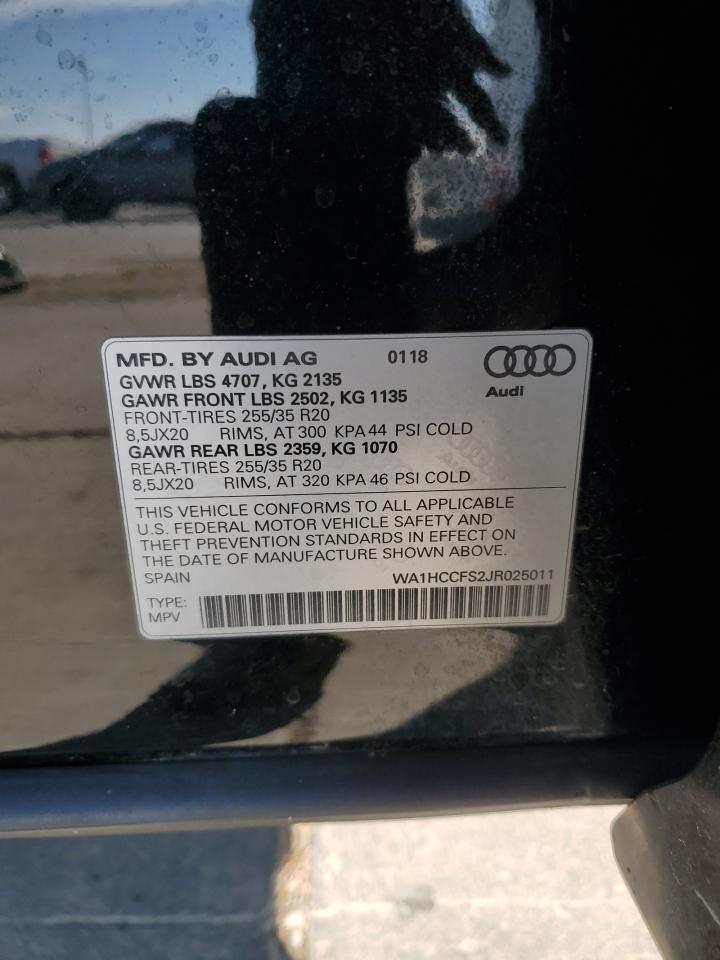 MFD. BY AUDI AG 0118
Audi
GVWR LBS 4707, KG 2135
GAWR FRONT LBS 2502, KG 1135
FRONT-TIRES 255/35 R20
8,5JX20 RIMS, AT 300 KPA 44 PSI COLD
GAWR REAR LBS 2359, KG 1070
REAR-TIRES 255/35 R20
8,5JX20 RIMS, AT 320 KPA 46 PSI COLD
THIS VEHICLE CONFORMS TO ALL APPLICABLE
U.S. FEDERAL MOTOR VEHICLE SAFETY AND
THEFT PREVENTION STANDARDS IN EFFECT ON
THE DATE OF MANUFACTURE SHOWN ABOVE.
SPAIN WA1HCCFS2JR025011
TYPE:
MPV